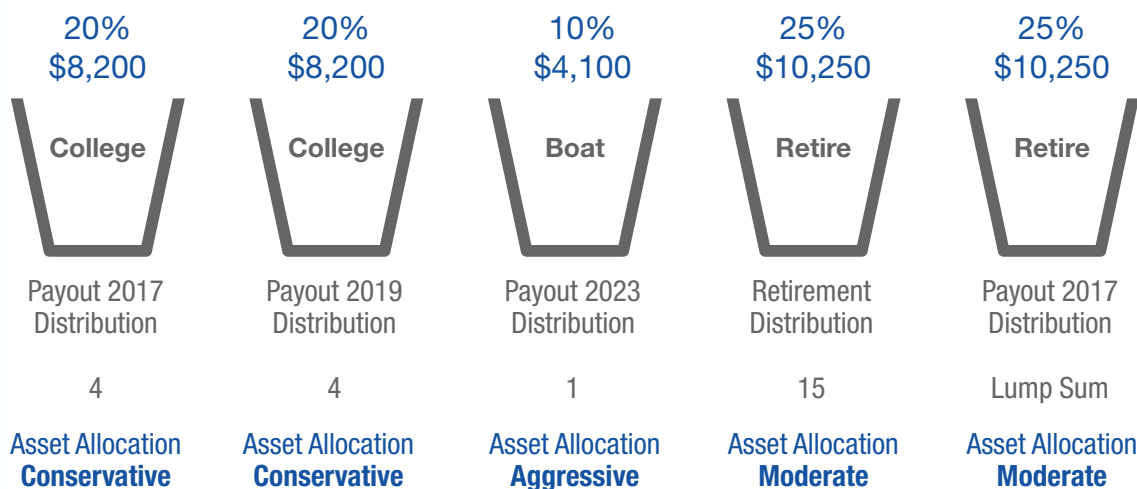 20%
$8,200
College
Payout 2017
Distribution
4
Asset Allocation
Conservative
20%
$8,200
College
Payout 2019
Distribution
4
Asset Allocation
Conservative
10%
$4,100
Boat
Payout 2023
Distribution
1
Asset Allocation
Aggressive
25%
$10,250
Retire
Retirement
Distribution
15
Asset Allocation
Moderate
25%
$10,250
Retire
Payout 2017
Distribution
Lump Sum
Asset Allocation
Moderate